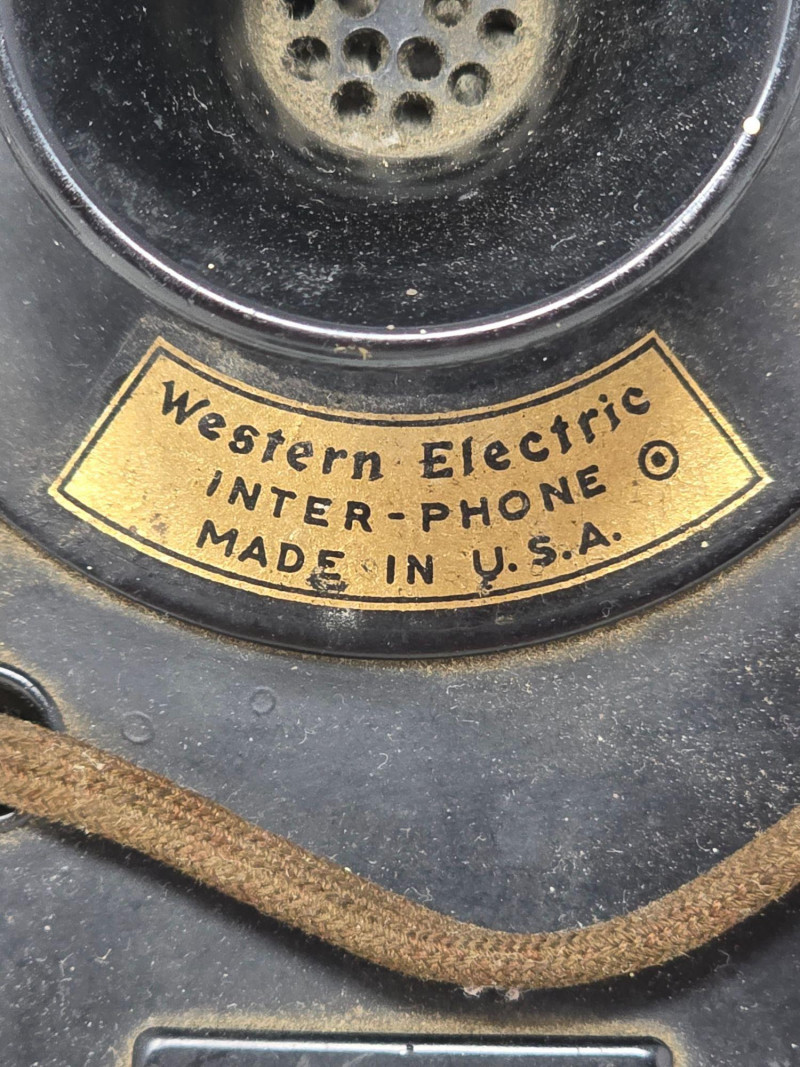 Western Electric
INTER-PHONE
MADE IN U.S.A.